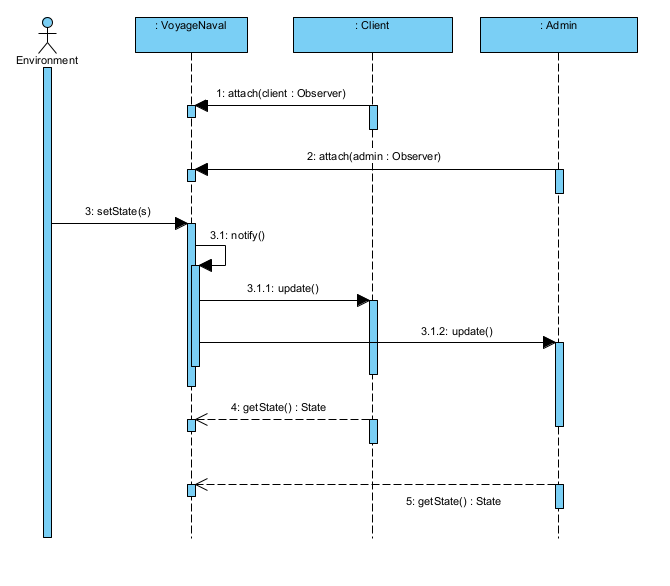 : VoyageNaval
: Client
: Admin
Environment
1: attach(client : Observer)
2: attach(admin : Observer)
3: setState(s)
3.1: notify()
3.1.1: update()
3.1.2: update()
4: getState() : State
5: getState() : State